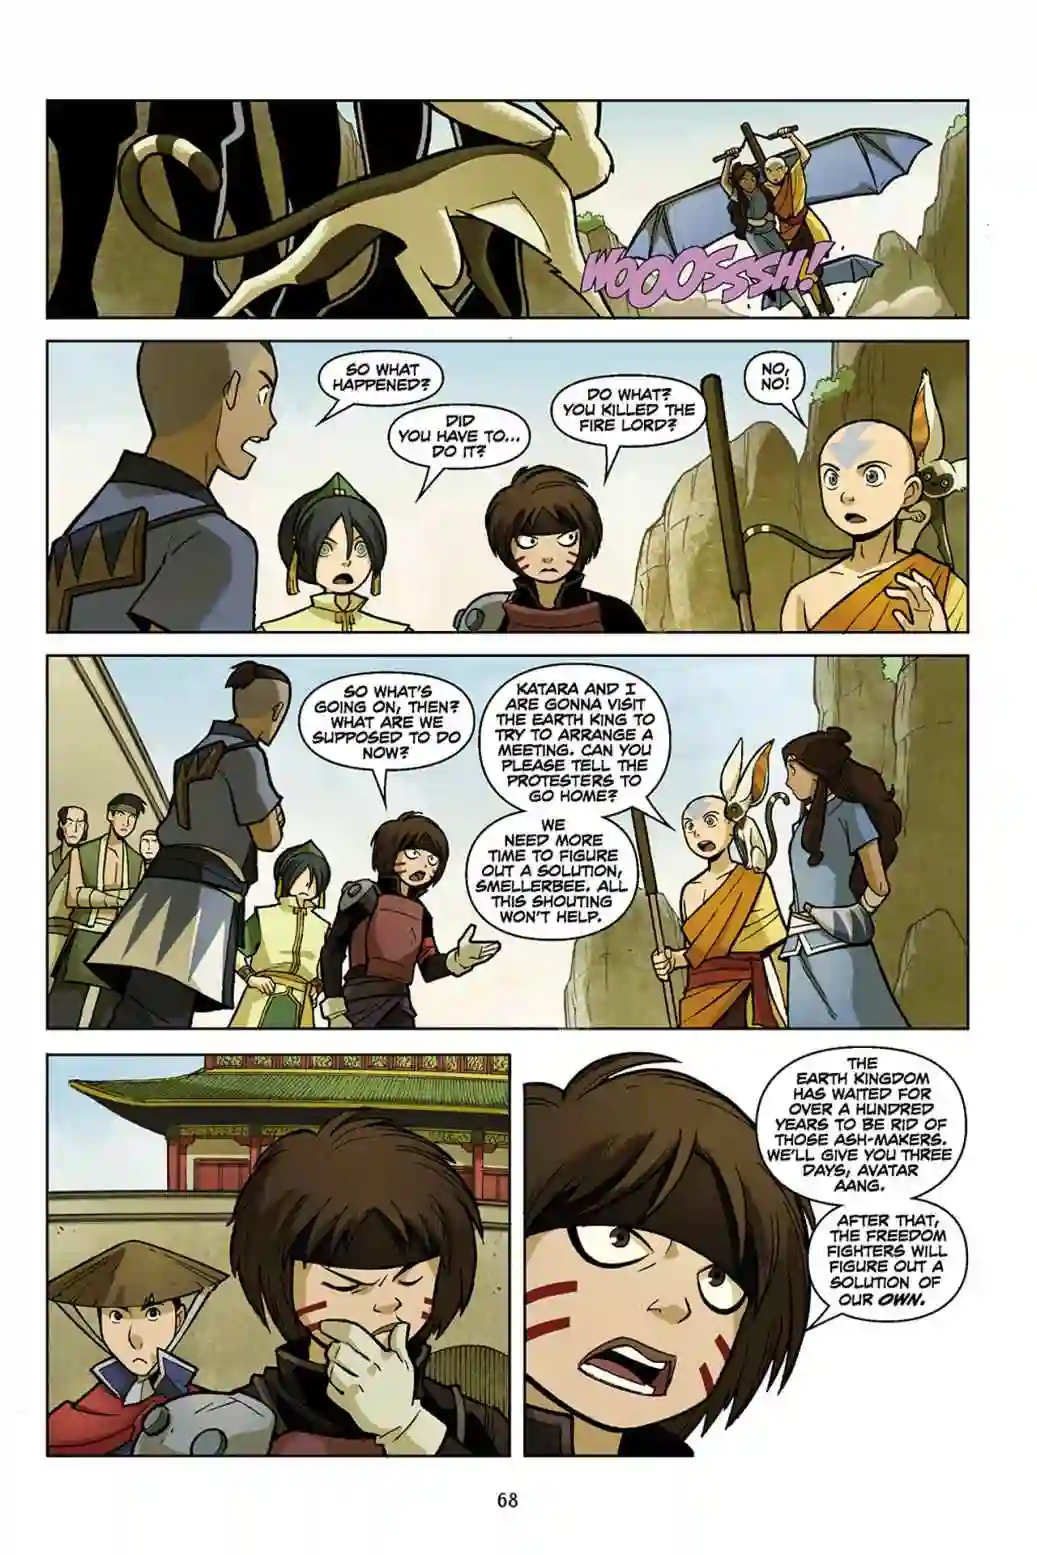 WOOOSSSH!
SO WHAT
HAPPENED?
DID
YOU HAVE TO...
DO IT?
DO WHAT?
YOU KILLED THE
FIRE LORD?
NO,
NO!
SO WHAT'S
GOING ON, THEN?
WHAT ARE WE
SUPPOSED TO DO
NOW?
KATARA AND I
ARE GONNA VISIT
THE EARTH KING TO
TRY TO ARRANGE A
MEETING. CAN YOU
PLEASE TELL THE
PROTESTERS TO
GO HOME?
WE
NEED MORE
TIME TO FIGURE
OUT A SOLUTION,
SMELLERBEE. ALL
THIS SHOUTING
WON'T HELP.
THE
EARTH KINGDOM
HAS WAITED FOR
OVER A HUNDRED
YEARS TO BE RID OF
THOSE ASH-MAKERS.
WE'LL GIVE YOU THREE
DAYS, AVATAR
AANG.
AFTER THAT,
THE FREEDOM
FIGHTERS WILL
FIGURE OUT A
SOLUTION OF
OUR OWN.
68